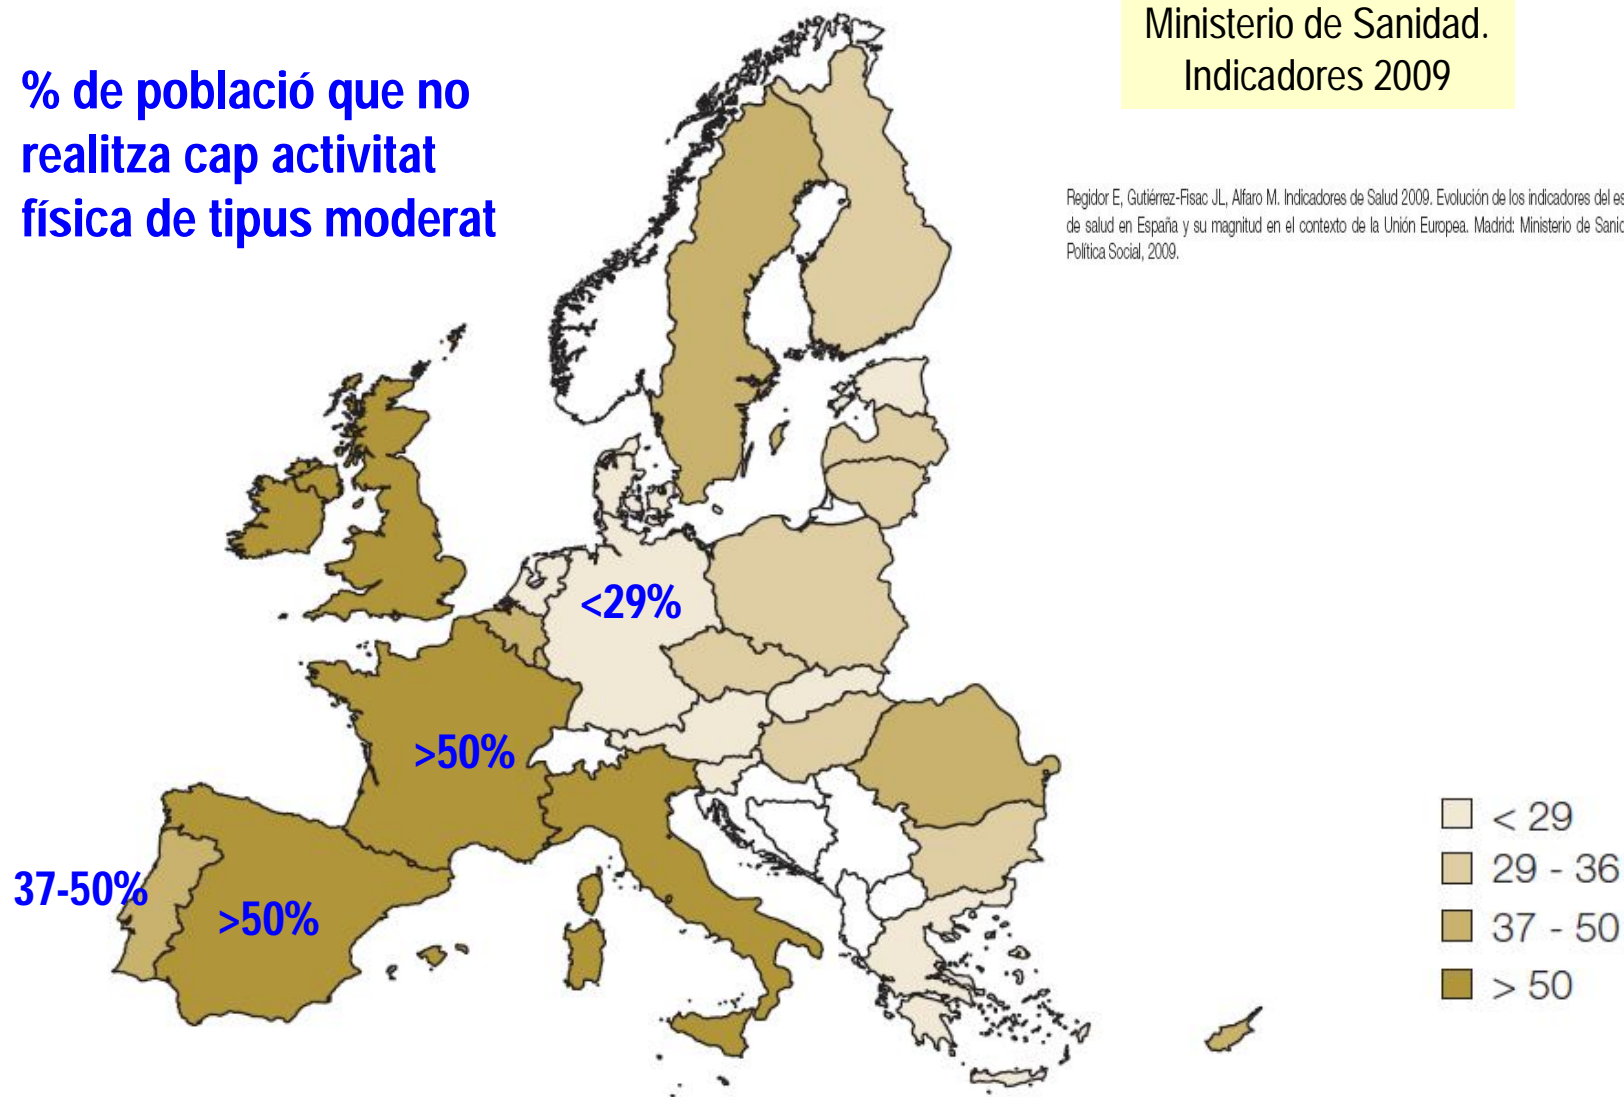 % de població que no
realitza cap activitat
física de tipus moderat
Ministerio de Sanidad.
Indicadores 2009
Regidor E, Gutiérrez-Fisac JL, Alfaro M. Indicadores de Salud 2009. Evolución de los indicadores del es
de salud en España y su magnitud en el contexto de la Unión Europea. Madrid: Ministerio de Sanid
Política Social, 2009.
<29%
>50%
37-50%
>50%
< 29
29 - 36
37 - 50
> 50